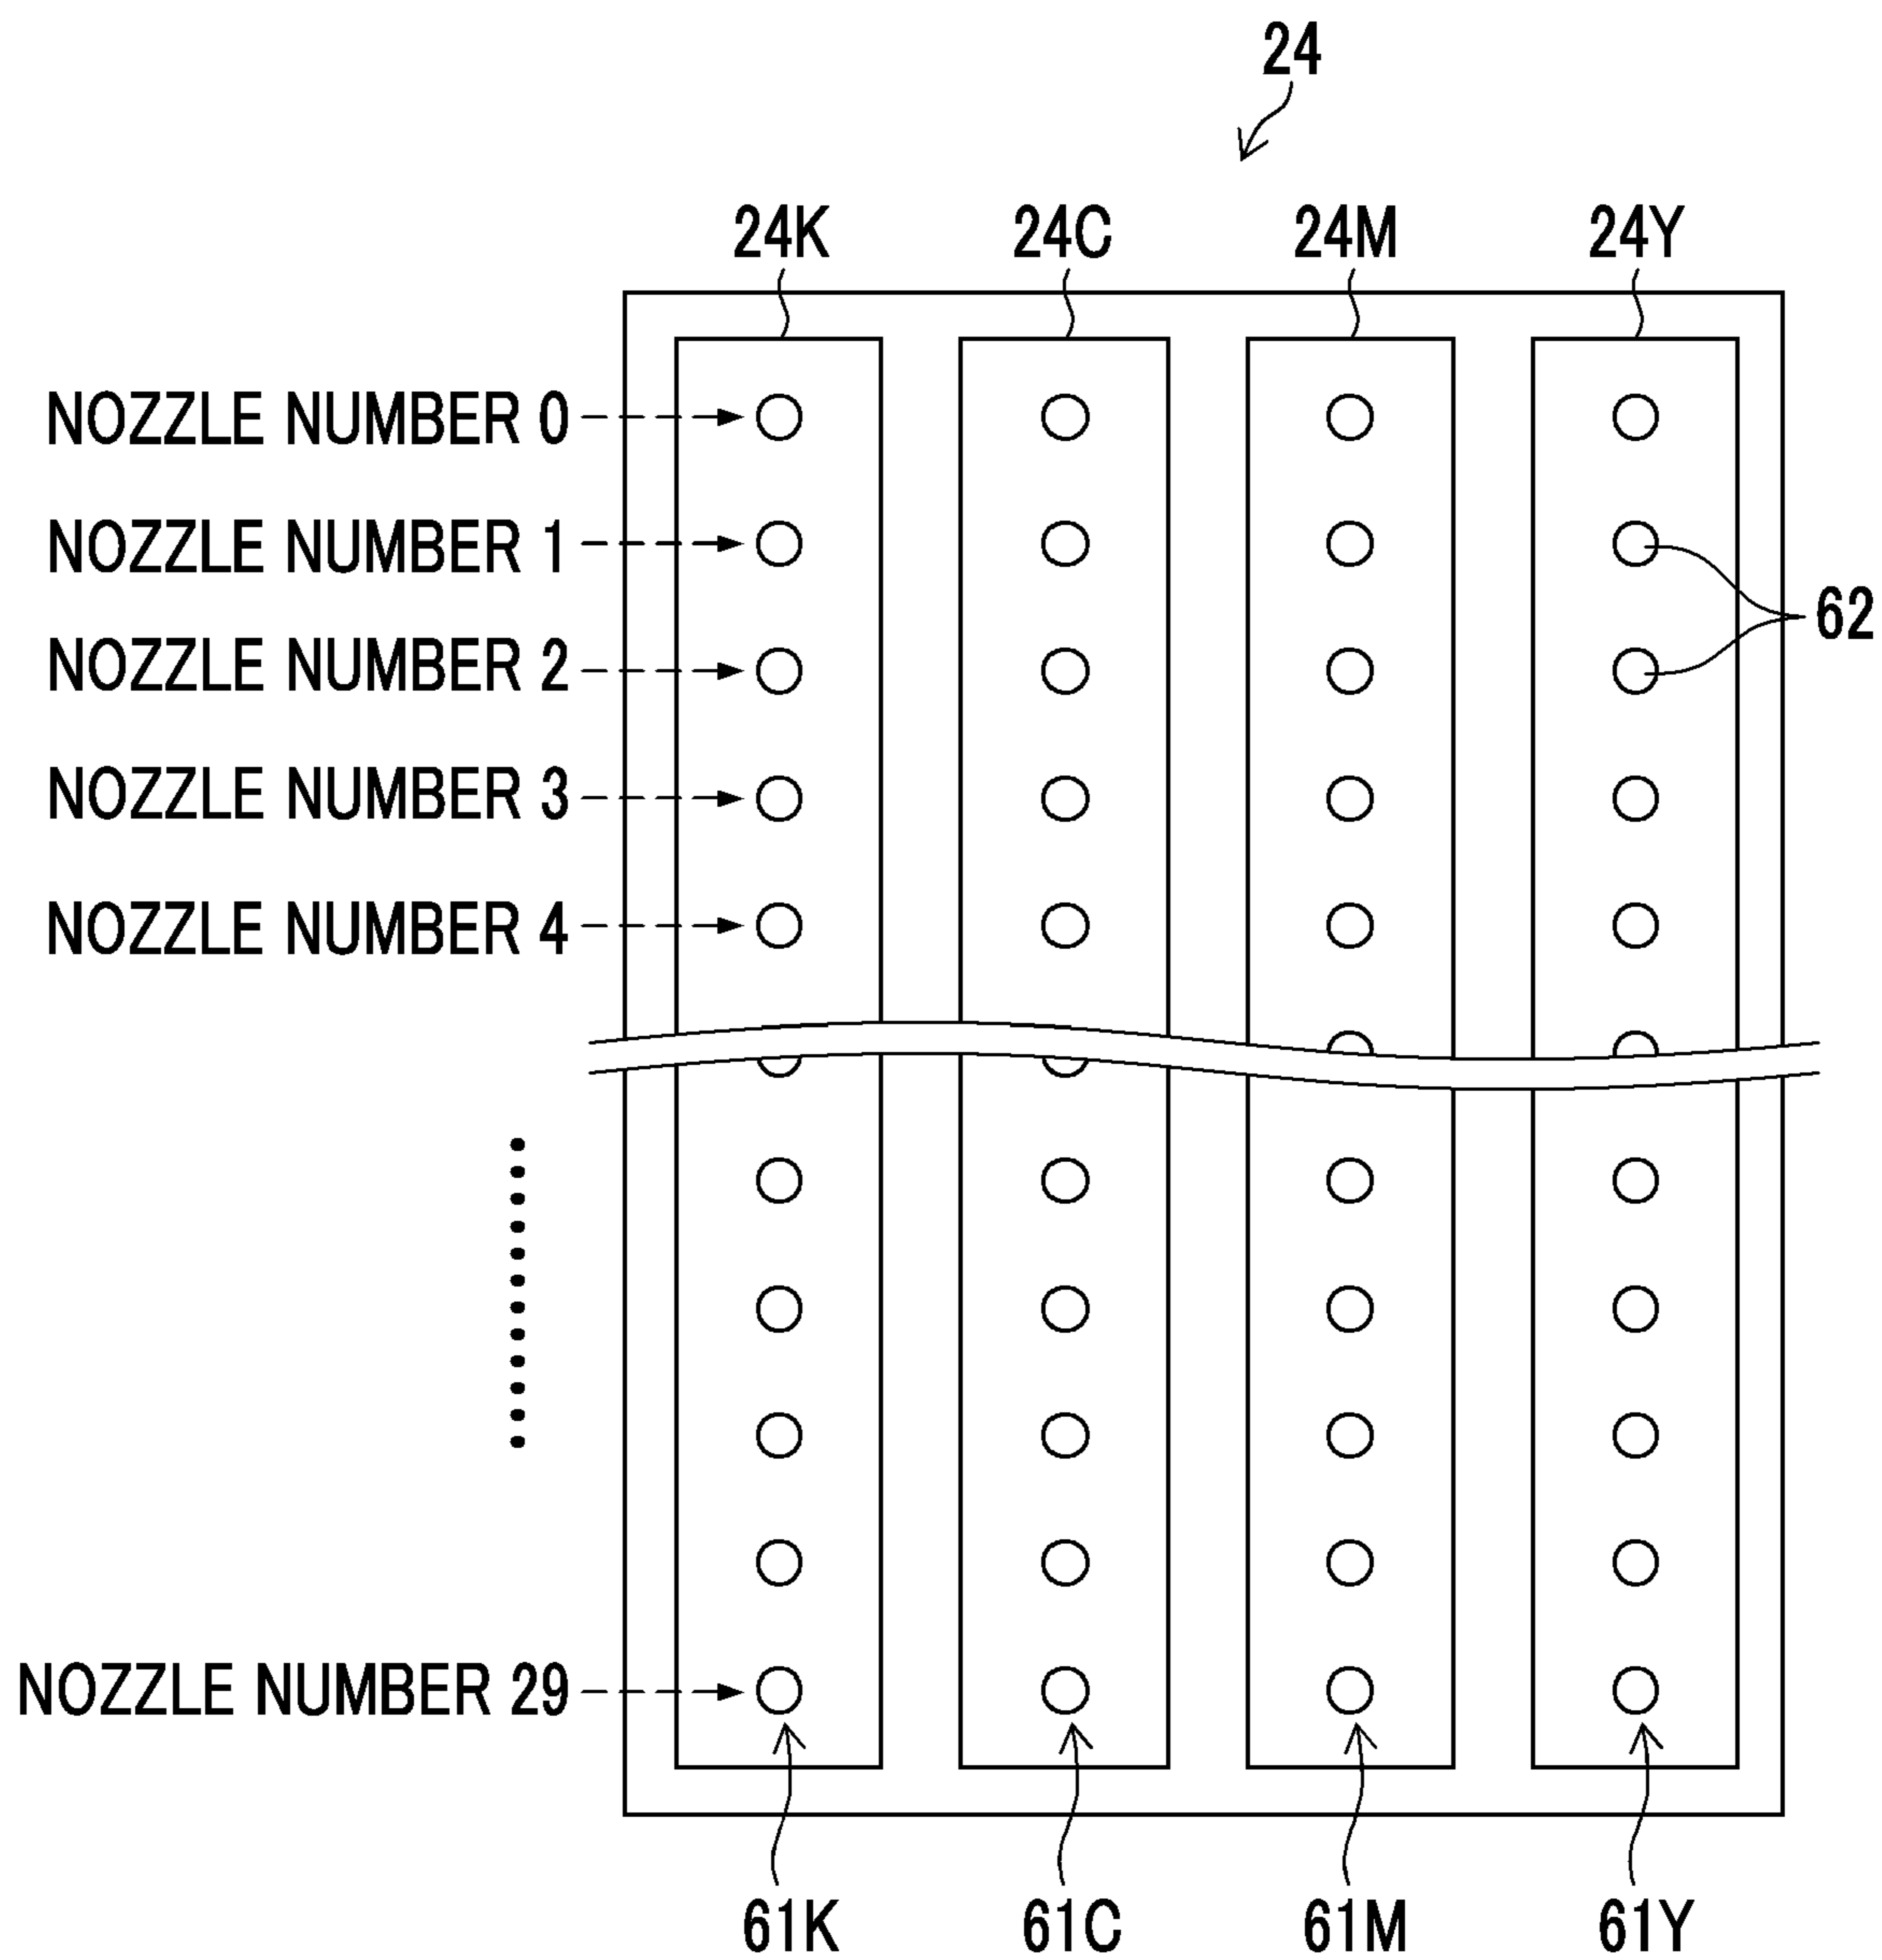 24
24K 24C 24M 24Y
NOZZLE NUMBER 0
NOZZLE NUMBER 1
62
NOZZLE NUMBER 2
NOZZLE NUMBER 3
NOZZLE NUMBER 4
NOZZLE NUMBER 29
61K 61C 61M 61Y